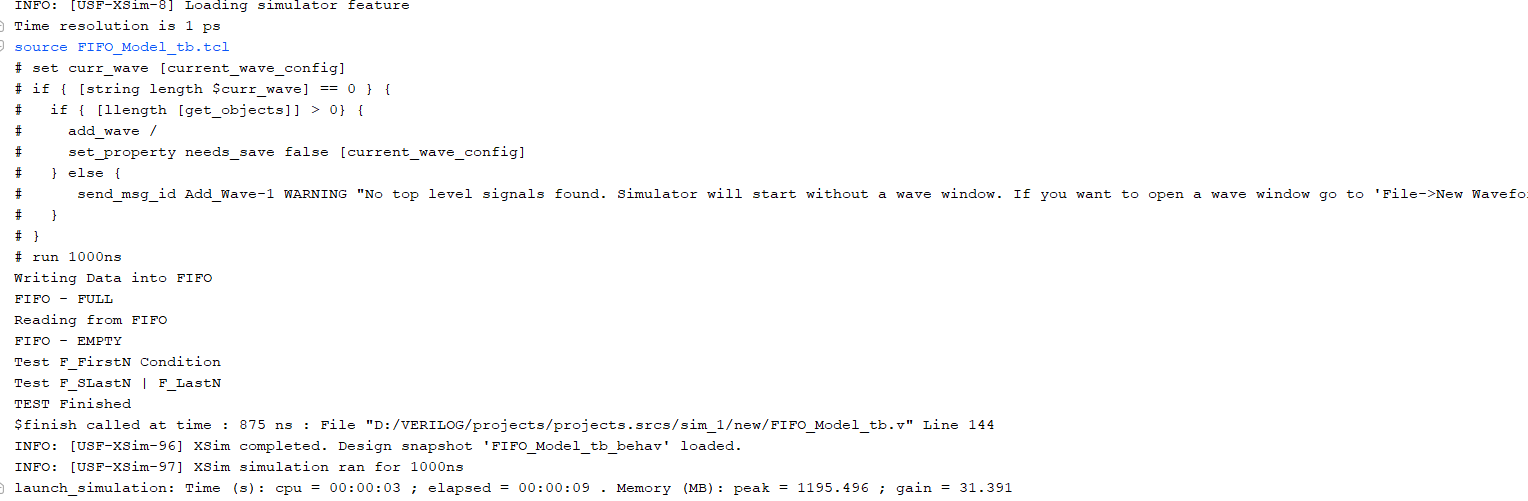 INFO: [USF-XSim-8] Loading simulator feature
Time resolution is 1 ps
source FIFO_Model_tb.tcl
# set curr_wave [current_wave_config]
# if { [string length $curr_wave] == 0 } {
#   if { [llength [get_objects]] > 0} {
#     add_wave /
#     set_property needs_save false [current_wave_config]
#   } else {
#      send_msg_id Add_Wave-1 WARNING "No top level signals found. Simulator will start without a wave window. If you want to open a wave window go to 'File->New Wavefo
#   }
# }
# run 1000ns
Writing Data into FIFO
FIFO - FULL
Reading from FIFO
FIFO - EMPTY
Test F_FirstN Condition
Test F_SLastN | F_LastN
TEST Finished
$finish called at time : 875 ns : File "D:/VERILOG/projects/projects.srcs/sim_1/new/FIFO_Model_tb.v" Line 144
INFO: [USF-XSim-96] XSim completed. Design snapshot 'FIFO_Model_tb_behav' loaded.
INFO: [USF-XSim-97] XSim simulation ran for 1000ns
launch_simulation: Time (s): cpu = 00:00:03 ; elapsed = 00:00:09 . Memory (MB): peak = 1195.496 ; gain = 31.391